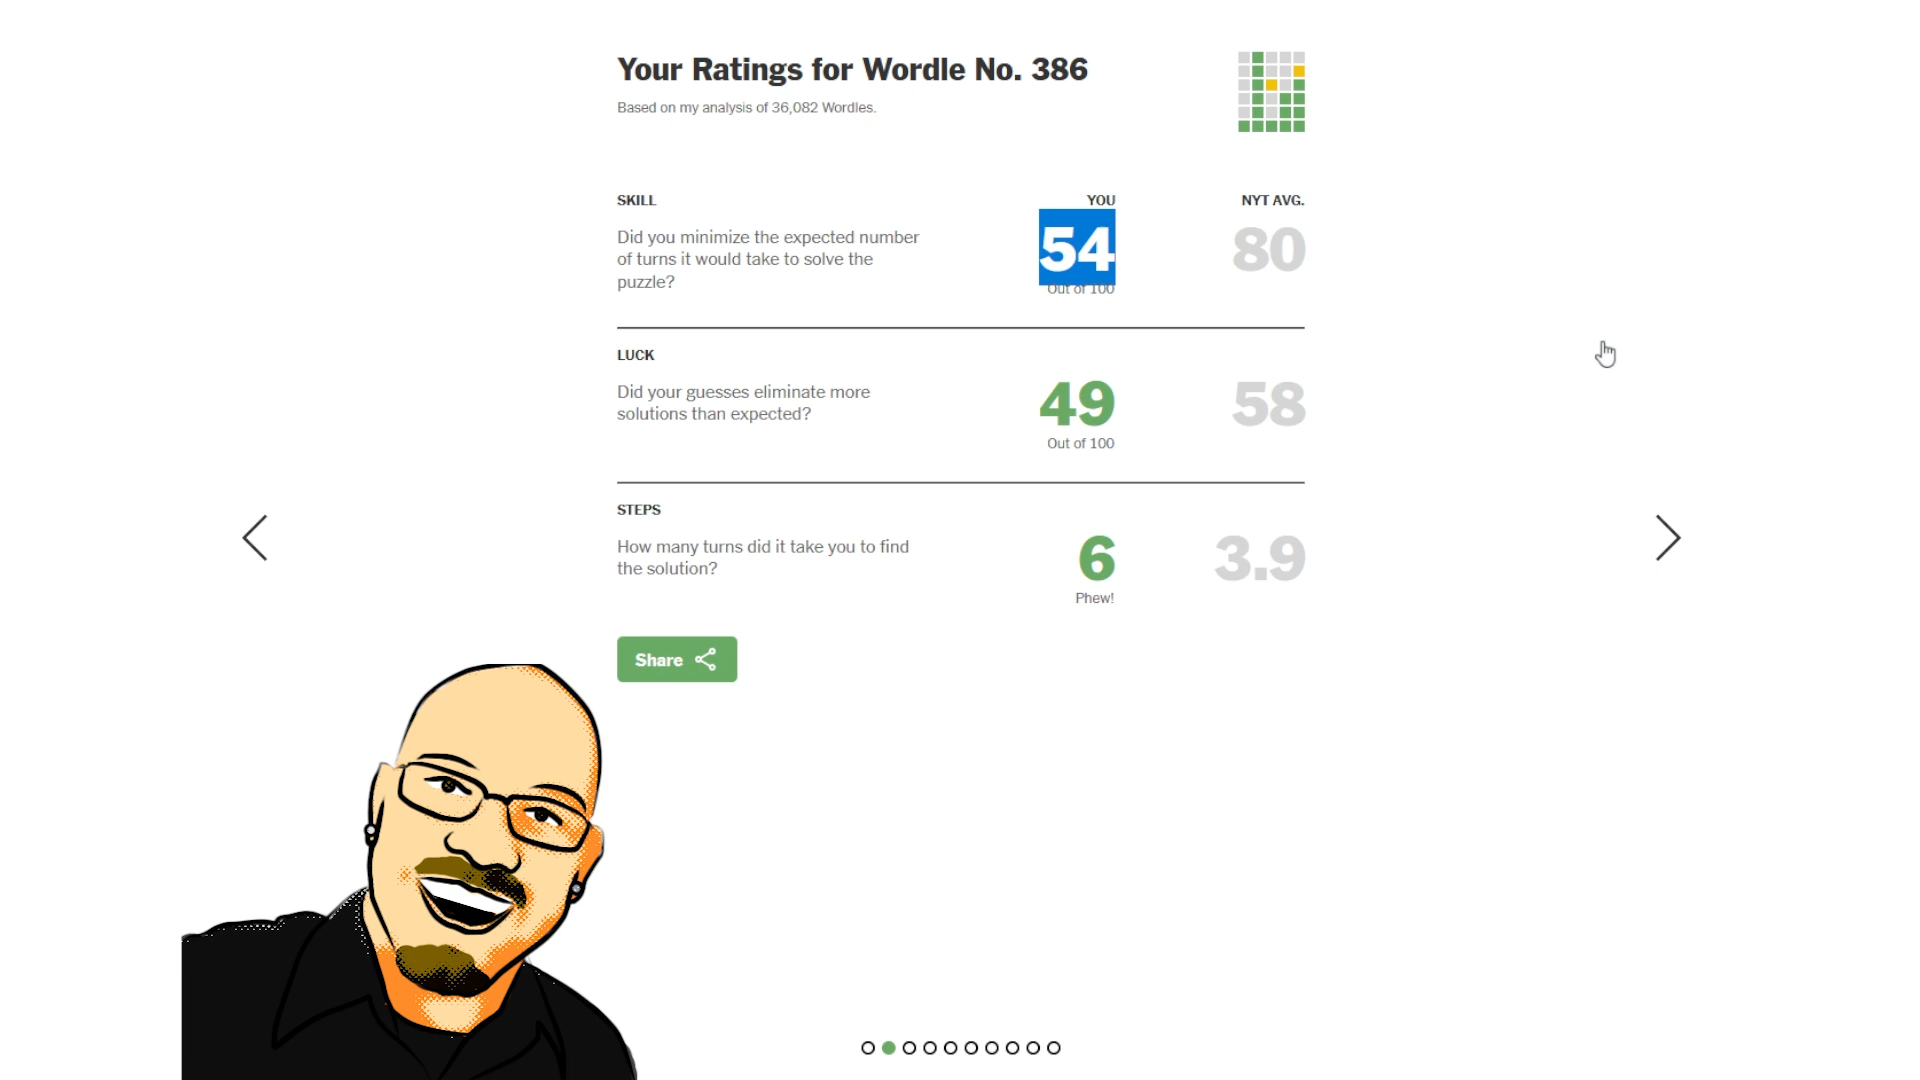 Your Ratings for Wordle No. 386
Based on my analysis of 36,082 Wordles.
SKILL YOU NYT AVG.
Did you minimize the expected number
of turns it would take to solve the
puzzle?
54 80
Out of 100
LUCK
Did your guesses eliminate more
solutions than expected?
49 58
Out of 100
STEPS
How many turns did it take you to find
the solution?
6 3.9
Phew!
Share